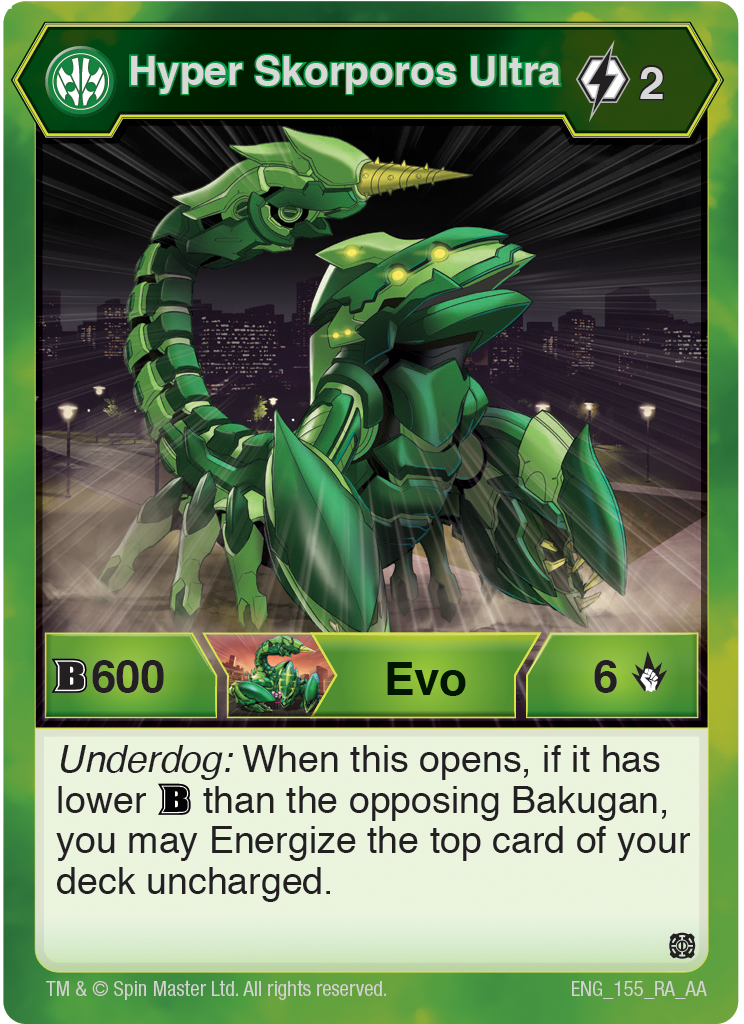 Hyper Skorporos Ultra 2
B 600 Evo 6
Underdog: When this opens, if it has
lower B than the opposing Bakugan,
you may Energize the top card of your
deck uncharged.
TM & © Spin Master Ltd. All rights reserved. ENG_155_RA_AA